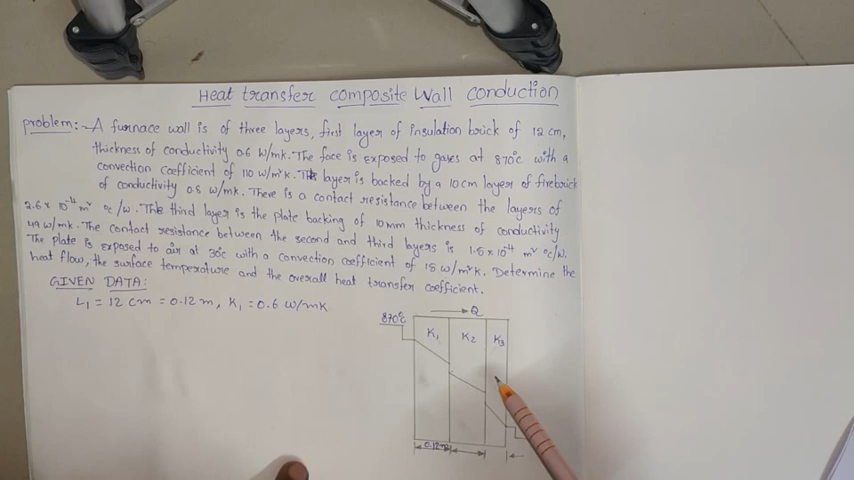 Heat transfer composite wall conduction
problem:- A furnace wall is of three layers, first layer of insulation brick of 12 cm,
thickness of conductivity 0.6 W/mk. The face is exposed to gases at 870°c with a
convection coefficient of 110 W/m²k. The layer is backed by a 10 cm layer of firebrick
of conductivity 0.8 W/mk. There is a contact resistance between the layers of
2.6 x 10⁻⁴ m² °c/w. The third layer is the plate backing of 10mm thickness of conductivity
49 w/mk. The contact resistance between the second and third layers is 1.5 x 10⁻⁴ m² °c/w.
The plate is exposed to air at 30°c with a convection coefficient of 15 w/m²k. Determine the
heat flow, the surface temperature and the overall heat transfer coefficient.
GIVEN DATA:
L₁ = 12 cm = 0.12 m, K₁ = 0.6 w/mK
Q
870°c
K₁ K₂ K₃
0.12m